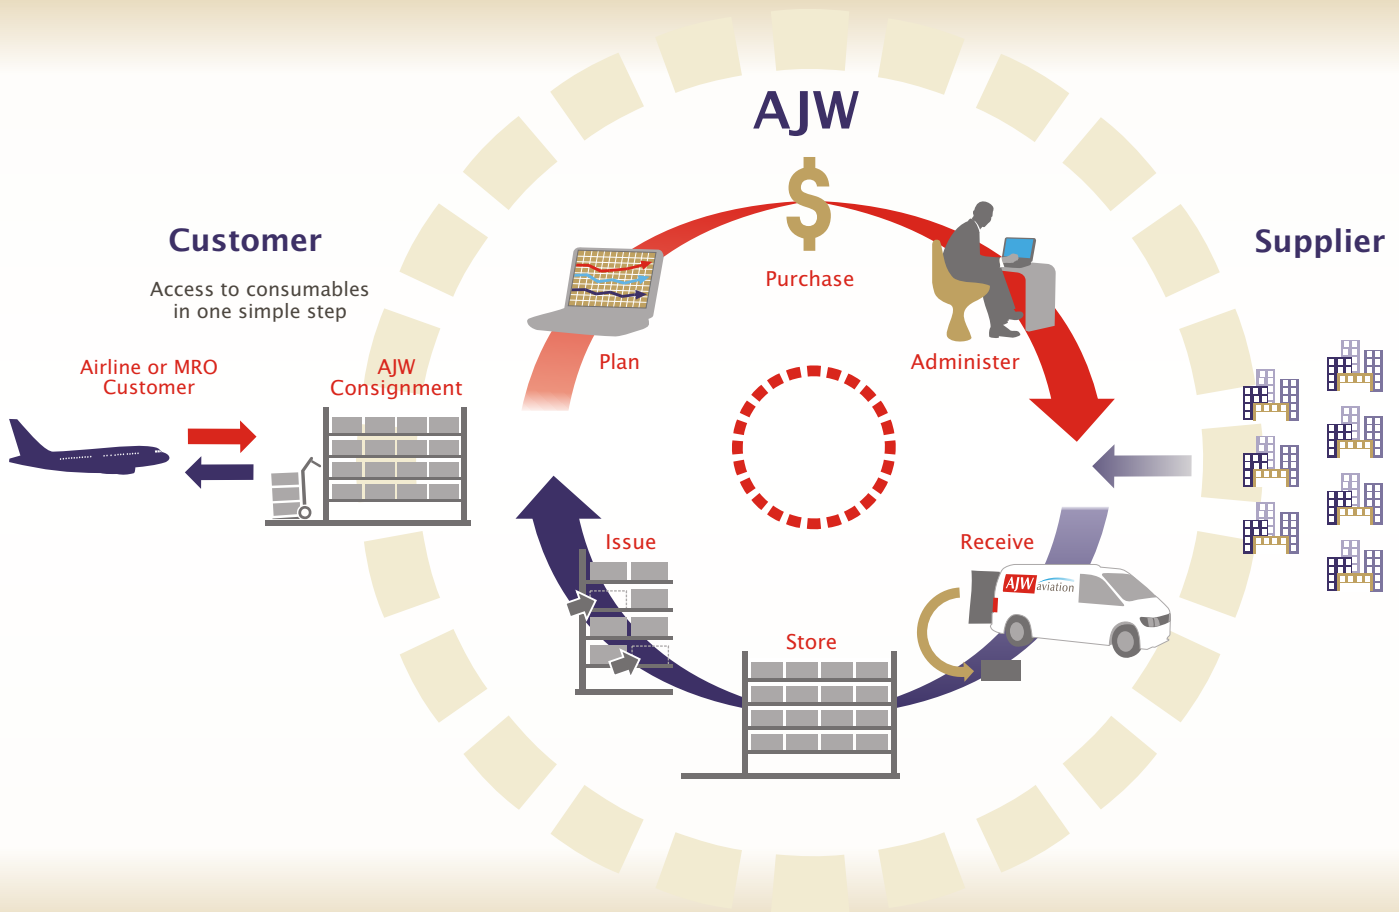 AJW
$
Customer
Supplier
Access to consumables
in one simple step
Purchase
Airline or MRO
Customer
AJW
Consignment
Plan
Administer
Issue
Receive
AJW aviation
Store